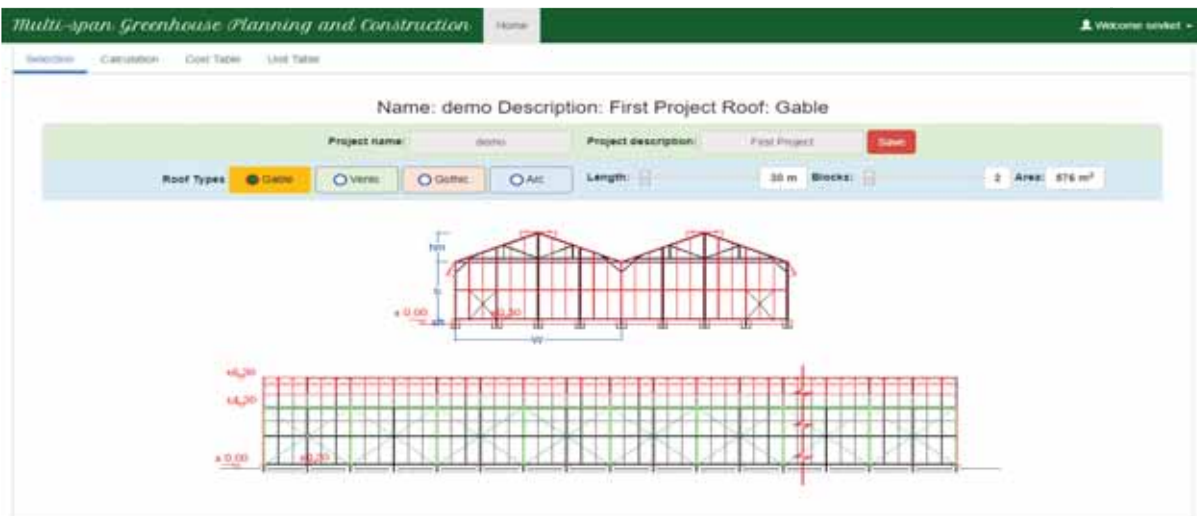 Multi-span Greenhouse Planning and Construction Home Welcome sevket
Selection Calculation Cost Table Unit Table
Name: demo Description: First Project Roof: Gable
Project name: demo Project description: First Project Save
Roof Types Gable Venlo Gothic Arc Length: 30 m Blocks: 2 Area: 576 m²
hm
h
± 0.00
W
± 0.00